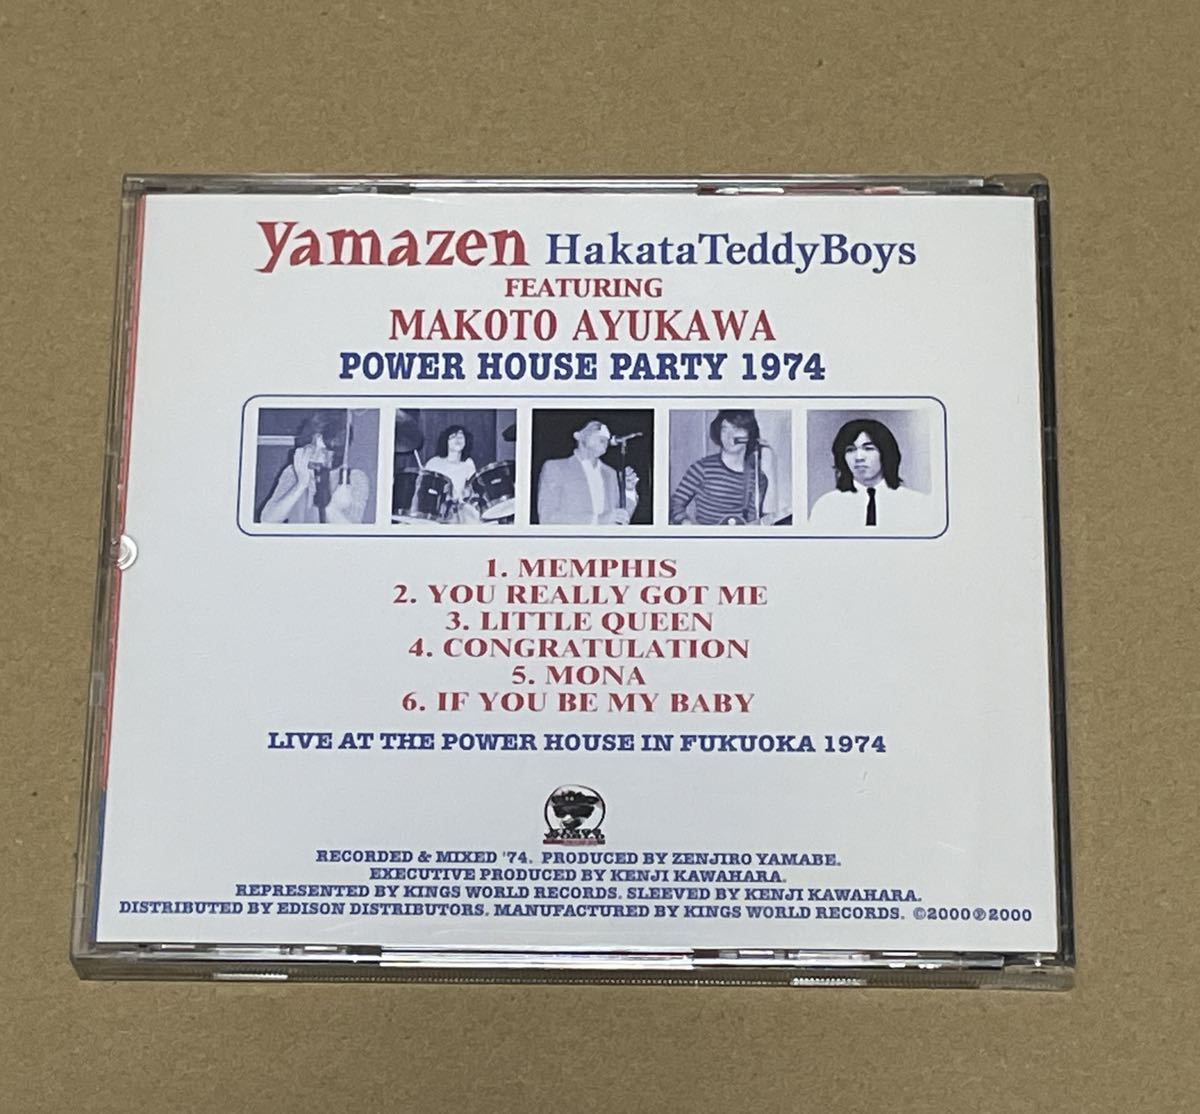 yamazen HakataTeddyBoys
FEATURING
MAKOTO AYUKAWA
POWER HOUSE PARTY 1974
1. MEMPHIS
2. YOU REALLY GOT ME
3. LITTLE QUEEN
4. CONGRATULATION
5. MONA
6. IF YOU BE MY BABY
LIVE AT THE POWER HOUSE IN FUKUOKA 1974
KINGS
WORLD
RECORDED & MIXED '74. PRODUCED BY ZENJIRO YAMABE.
EXECUTIVE PRODUCED BY KENJI KAWAHARA.
REPRESENTED BY KINGS WORLD RECORDS. SLEEVED BY KENJI KAWAHARA.
DISTRIBUTED BY EDISON DISTRIBUTORS. MANUFACTURED BY KINGS WORLD RECORDS. ©2000℗2000